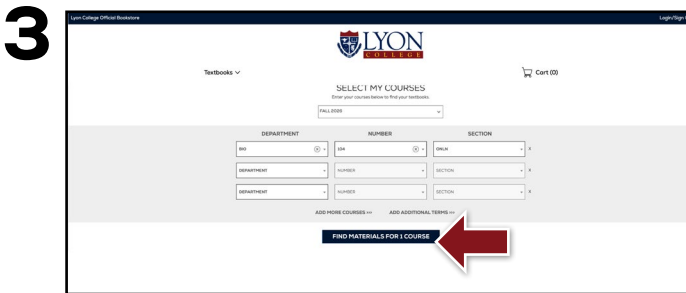 3
Lyon College Official Bookstore
Login/Sign
LYON
COLLEGE
Textbooks
Cart (0)
SELECT MY COURSES
Enter your courses below to find your textbooks
FALL 2025
DEPARTMENT NUMBER SECTION
BIO 104 ONLN X
DEPARTMENT NUMBER SECTION X
DEPARTMENT NUMBER SECTION X
ADD MORE COURSES ADD ADDITIONAL TERMS
FIND MATERIALS FOR 1 COURSE